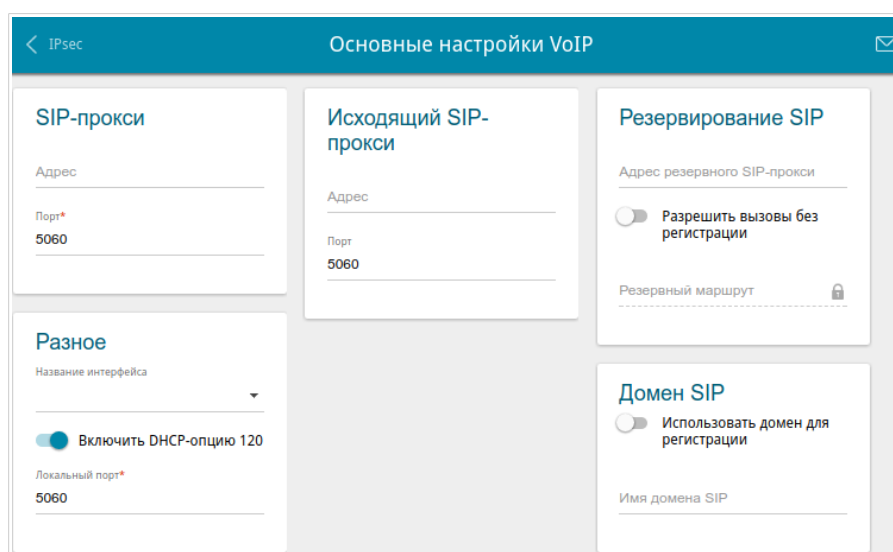 IPsec
Основные настройки VoIP
SIP-прокси
Адрес
Порт*
5060
Исходящий SIP-
прокси
Адрес
Порт
5060
Резервирование SIP
Адрес резервного SIP-прокси
Разрешить вызовы без
регистрации
Резервный маршрут
Разное
Название интерфейса
Включить DHCP-опцию 120
Локальный порт*
5060
Домен SIP
Использовать домен для
регистрации
Имя домена SIP